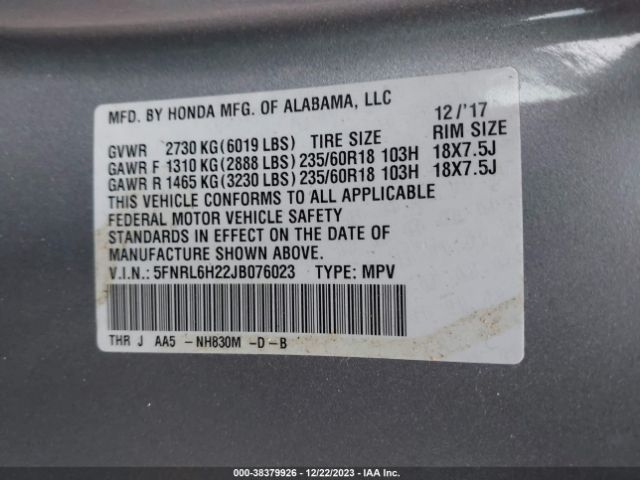 MFD. BY HONDA MFG. OF ALABAMA, LLC 12/'17
GVWR 2730 KG(6019 LBS) TIRE SIZE RIM SIZE
GAWR F 1310 KG(2888 LBS) 235/60R18 103H 18X7.5J
GAWR R 1465 KG(3230 LBS) 235/60R18 103H 18X7.5J
THIS VEHICLE CONFORMS TO ALL APPLICABLE
FEDERAL MOTOR VEHICLE SAFETY
STANDARDS IN EFFECT ON THE DATE OF
MANUFACTURE SHOWN ABOVE.
V.I.N.: 5FNRL6H22JB076023 TYPE: MPV
THR J AA5 -NH830M -D-B
000-38379926 - 12/22/2023 - IAA Inc.